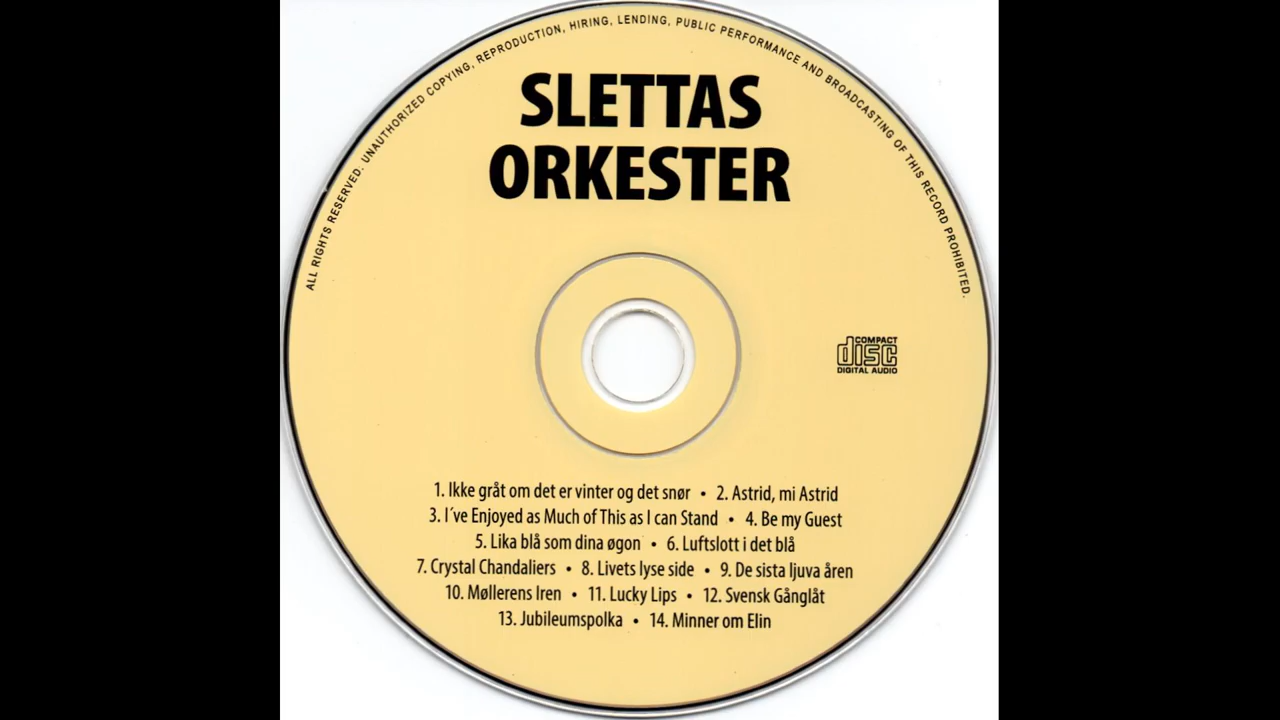 ALL RIGHTS RESERVED. UNAUTHORIZED COPYING, REPRODUCTION, HIRING, LENDING, PUBLIC PERFORMANCE AND BROADCASTING OF THIS RECORD PROHIBITED.
SLETTAS
ORKESTER
COMPACT
disc
DIGITAL AUDIO
1. Ikke gråt om det er vinter og det snør • 2. Astrid, mi Astrid
3. I´ve Enjoyed as Much of This as I can Stand • 4. Be my Guest
5. Lika blå som dina øgon • 6. Luftslott i det blå
7. Crystal Chandaliers • 8. Livets lyse side • 9. De sista ljuva åren
10. Møllerens Iren • 11. Lucky Lips • 12. Svensk Gånglåt
13. Jubileumspolka • 14. Minner om Elin